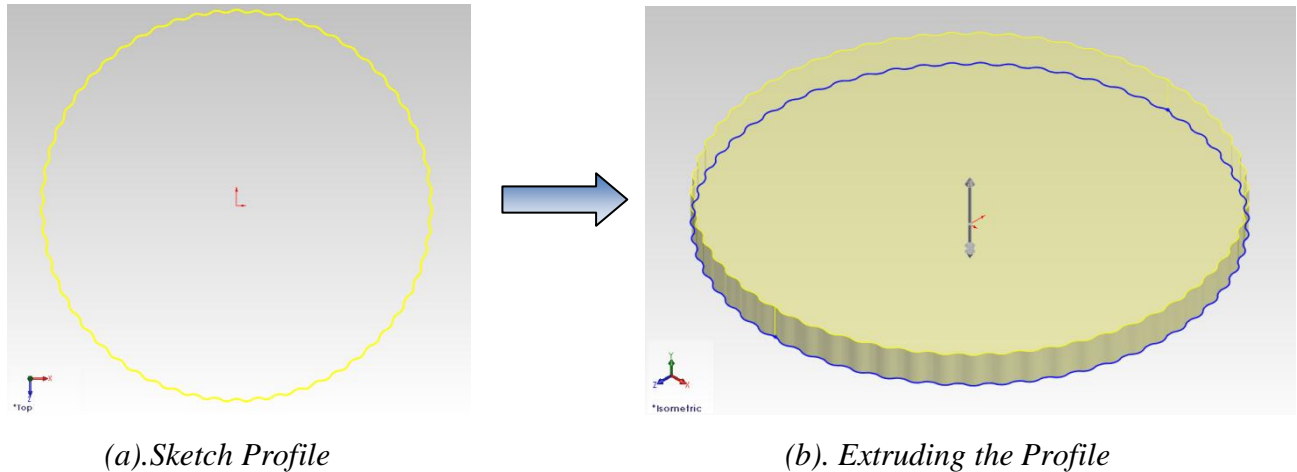 X
Z
*Top
Y
Z
X
*Isometric
(a).Sketch Profile
(b). Extruding the Profile